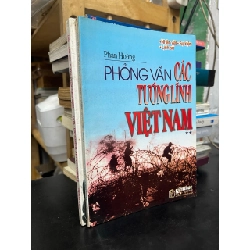 Phan Hoàng
PHỎNG VẤN CÁC
TƯỚNG LĨNH
VIỆT NAM